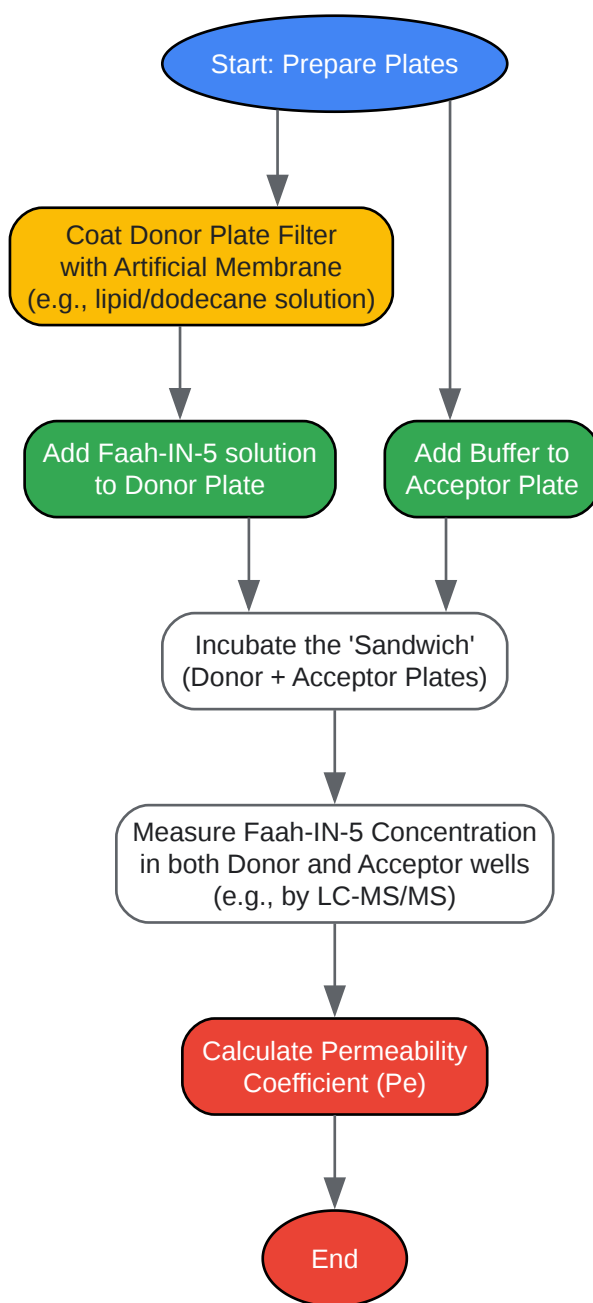 Start: Prepare Plates
Coat Donor Plate Filter
with Artificial Membrane
(e.g., lipid/dodecane solution)
Add Faah-IN-5 solution
to Donor Plate
Add Buffer to
Acceptor Plate
Incubate the 'Sandwich'
(Donor + Acceptor Plates)
Measure Faah-IN-5 Concentration
in both Donor and Acceptor wells
(e.g., by LC-MS/MS)
Calculate Permeability
Coefficient (Pe)
End